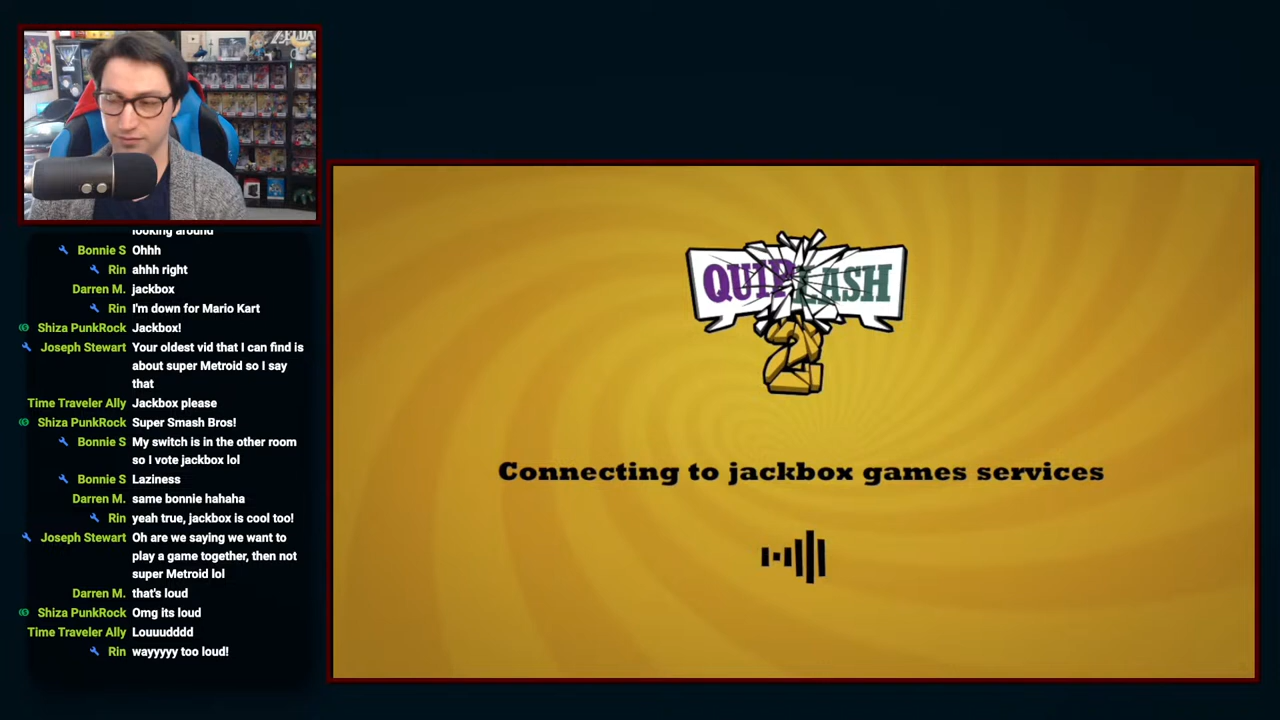 ZELDA
looking around
Bonnie S Ohhh
Rin ahhh right
Darren M. jackbox
Rin I'm down for Mario Kart
Shiza PunkRock Jackbox!
Joseph Stewart Your oldest vid that I can find is
about super Metroid so I say
that
Time Traveler Ally Jackbox please
Shiza PunkRock Super Smash Bros!
Bonnie S My switch is in the other room
so I vote jackbox lol
Bonnie S Laziness
Darren M. same bonnie hahaha
Rin yeah true, jackbox is cool too!
Joseph Stewart Oh are we saying we want to
play a game together, then not
super Metroid lol
Darren M. that's loud
Shiza PunkRock Omg its loud
Time Traveler Ally Louuudddd
Rin wayyyyy too loud!
QUIPLASH
2
Connecting to jackbox games services